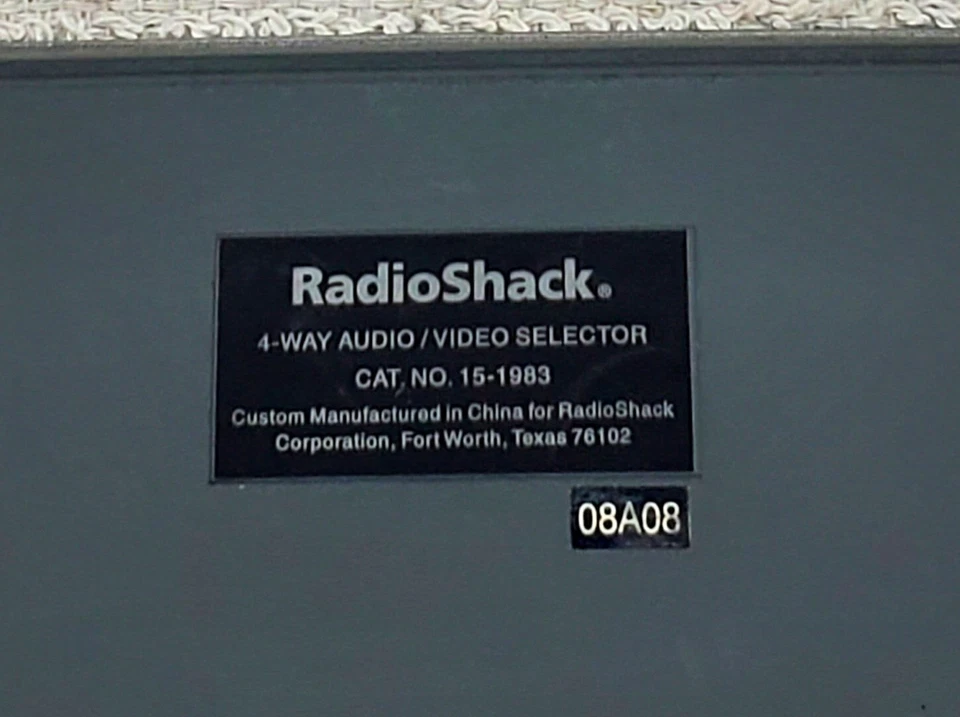 RadioShack®
4-WAY AUDIO / VIDEO SELECTOR
CAT. NO. 15-1983
Custom Manufactured in China for RadioShack
Corporation, Fort Worth, Texas 76102
08A08